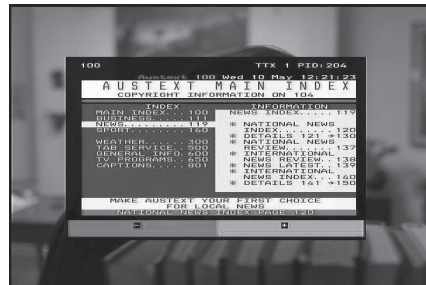 100 TTX 1 PID:204
Austext 100 Wed 10 May 12:21:23
AUSTEXT MAIN INDEX
COPYRIGHT INFORMATION ON 104
INDEX
MAIN INDEX... 100
BUSINESS..... 111
NEWS......... 119
SPORT........ 160
WEATHER...... 300
TAB SERVICE.. 500
GENERAL INFO. 600
TV PROGRAMS.. 650
CAPTIONS..... 801
INFORMATION
NEWS INDEX.... 119
* NATIONAL NEWS
INDEX........ 120
* DETAILS 121 →130
* NATIONAL NEWS
REVIEW....... 137
* INTERNATIONAL
NEWS REVIEW.. 138
* NEWS LATEST.. 139
* INTERNATIONAL
NEWS INDEX... 140
* DETAILS 141 →150
MAKE AUSTEXT YOUR FIRST CHOICE
FOR LOCAL NEWS
NATIONAL NEWS INDEX PAGE 120